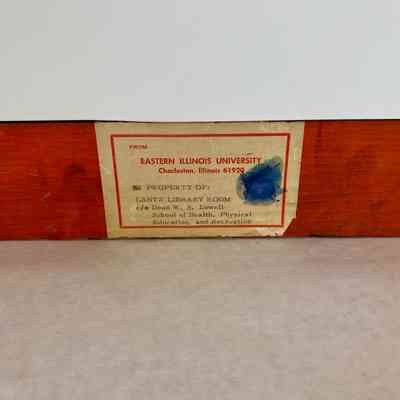 FROM
EASTERN ILLINOIS UNIVERSITY
Charleston, Illinois 61920
PROPERTY OF:
LANTZ LIBRARY ROOM
c/o Dean W. A. Lowell
School of Health, Physical
Education, and Recreation